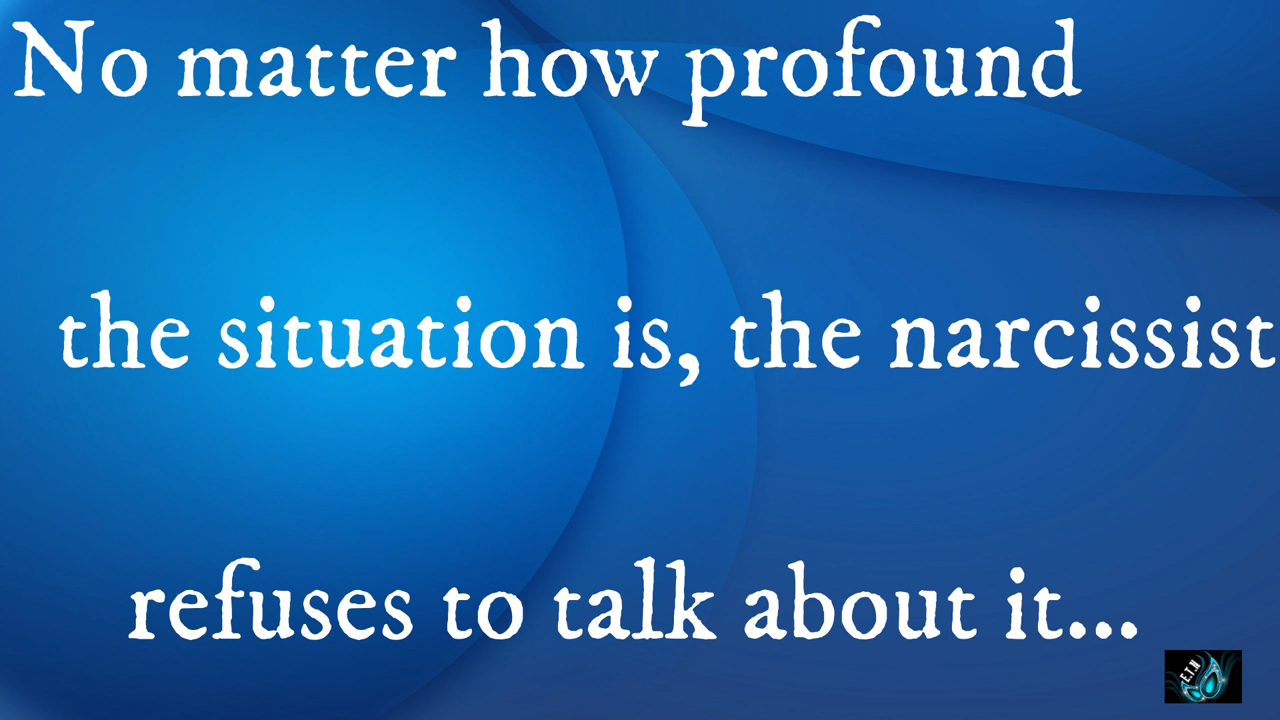 No matter how profound
the situation is, the narcissist
refuses to talk about it...
E.T.N